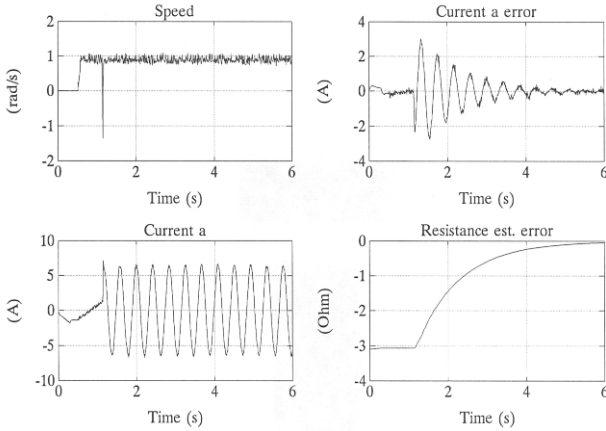 Speed
2
1
0
-1
-2
(rad/s)
0 2 4 6
Time (s)
Current a error
4
2
0
-2
-4
(A)
0 2 4 6
Time (s)
Current a
10
5
0
-5
-10
(A)
0 2 4 6
Time (s)
Resistance est. error
0
-1
-2
-3
-4
(Ohm)
0 2 4 6
Time (s)